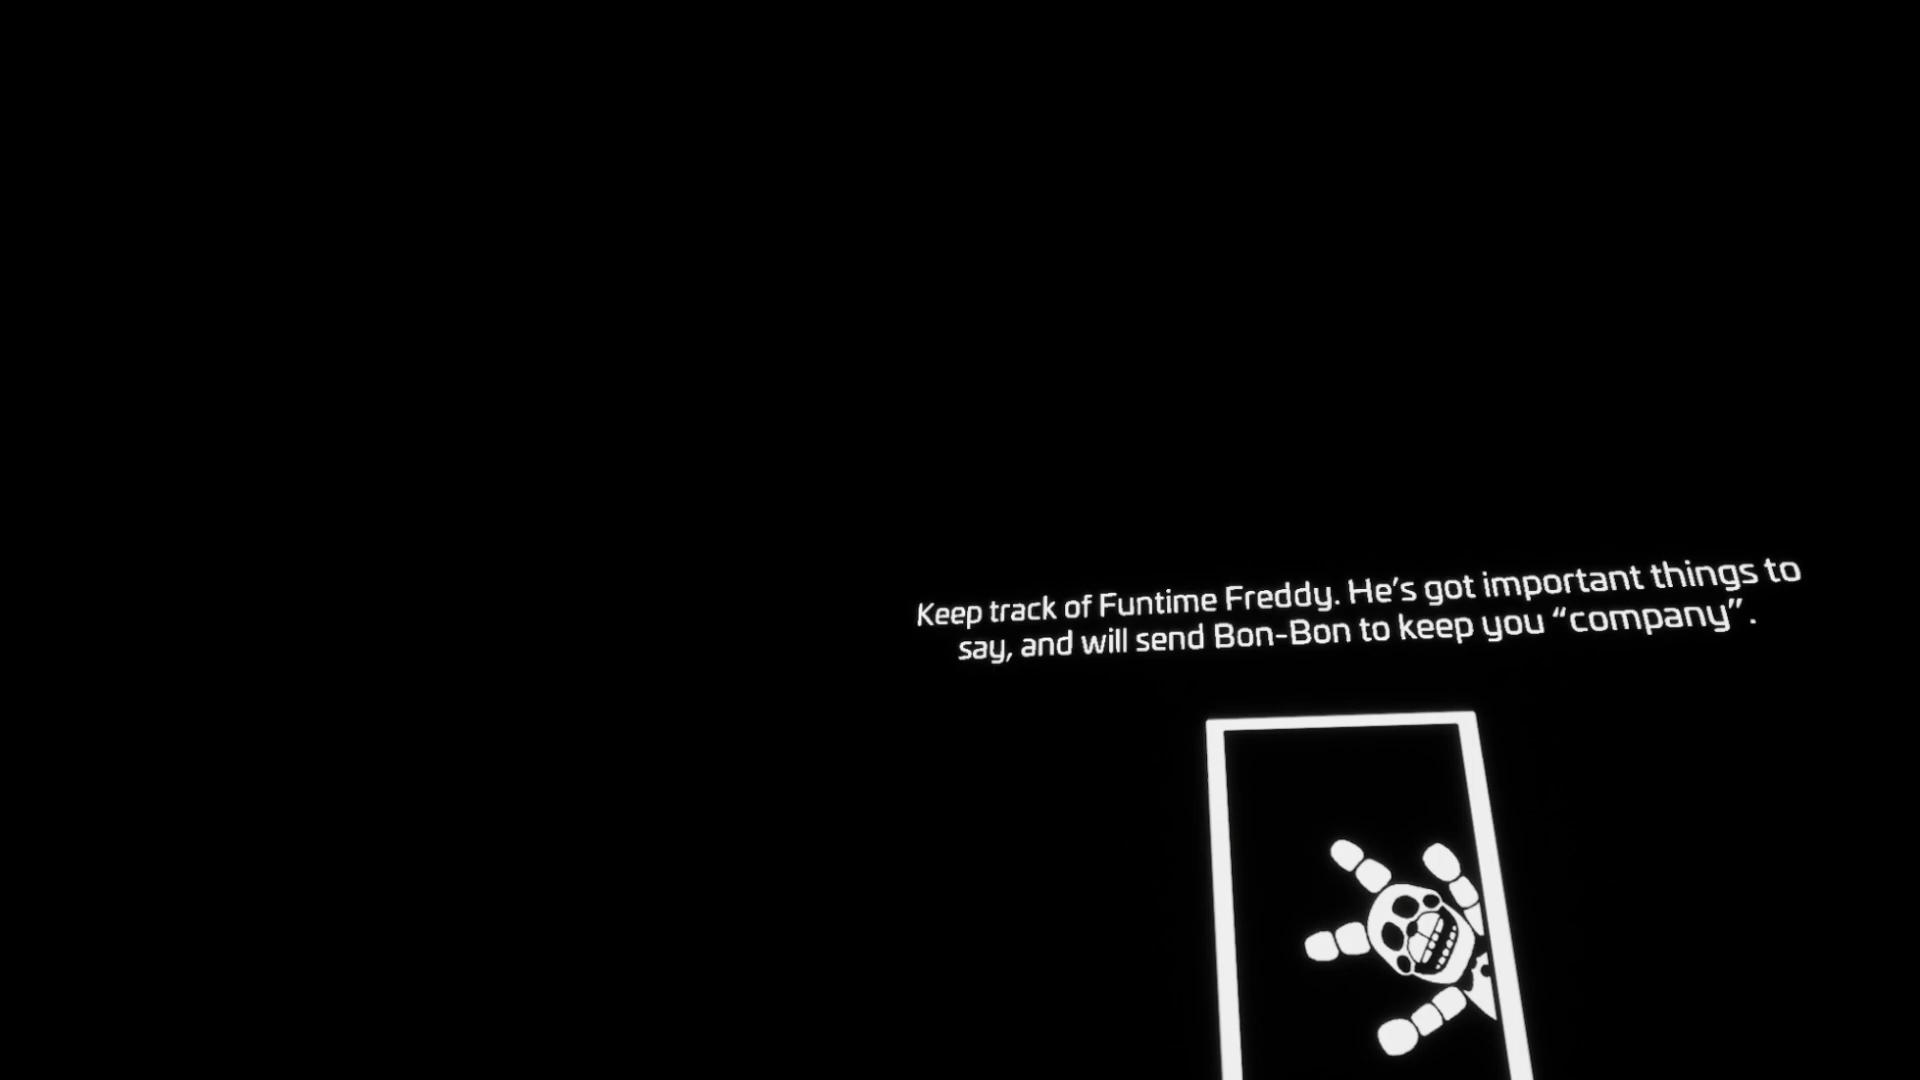 Keep track of Funtime Freddy. He’s got important things to
say, and will send Bon-Bon to keep you “company”.